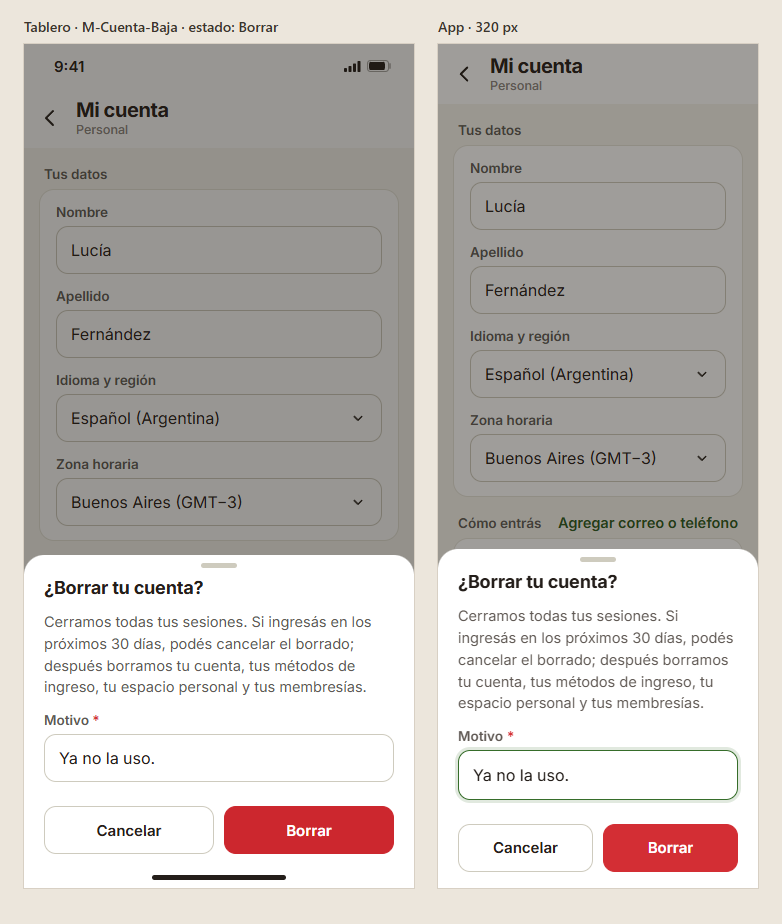 Tablero · M-Cuenta-Baja · estado: Borrar
9:41
Mi cuenta
Personal
Tus datos
Nombre
Lucía
Apellido
Fernández
Idioma y región
Español (Argentina)
Zona horaria
Buenos Aires (GMT−3)
¿Borrar tu cuenta?
Cerramos todas tus sesiones. Si ingresás en los
próximos 30 días, podés cancelar el borrado;
después borramos tu cuenta, tus métodos de
ingreso, tu espacio personal y tus membresías.
Motivo *
Ya no la uso.
Cancelar
Borrar
App · 320 px
Mi cuenta
Personal
Tus datos
Nombre
Lucía
Apellido
Fernández
Idioma y región
Español (Argentina)
Zona horaria
Buenos Aires (GMT−3)
Cómo entrás
Agregar correo o teléfono
¿Borrar tu cuenta?
Cerramos todas tus sesiones. Si
ingresás en los próximos 30 días, podés
cancelar el borrado; después borramos
tu cuenta, tus métodos de ingreso, tu
espacio personal y tus membresías.
Motivo *
Ya no la uso.
Cancelar
Borrar